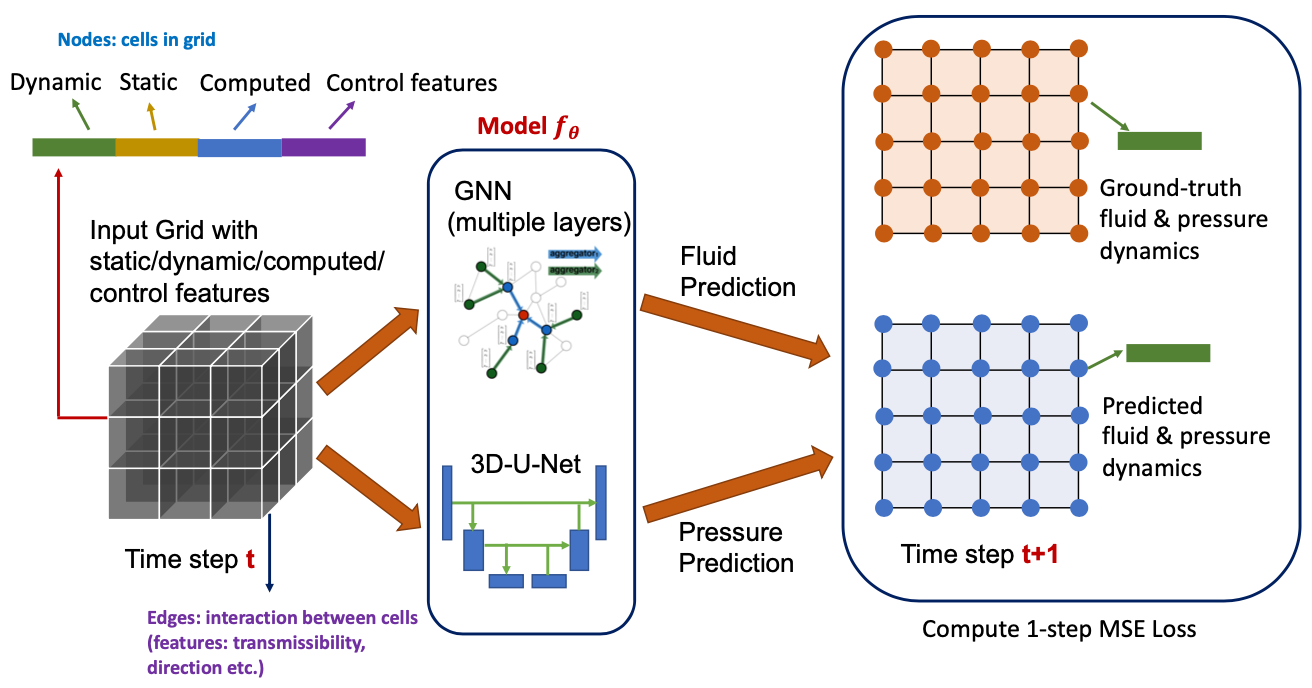 Nodes: cells in grid
Dynamic Static Computed Control features
Input Grid with
static/dynamic/computed/
control features
Time step t
Edges: interaction between cells
(features: transmissibility,
direction etc.)
Model fθ
GNN
(multiple layers)
aggregator
aggregator
3D-U-Net
Fluid
Prediction
Pressure
Prediction
Ground-truth
fluid & pressure
dynamics
Predicted
fluid & pressure
dynamics
Time step t+1
Compute 1-step MSE Loss